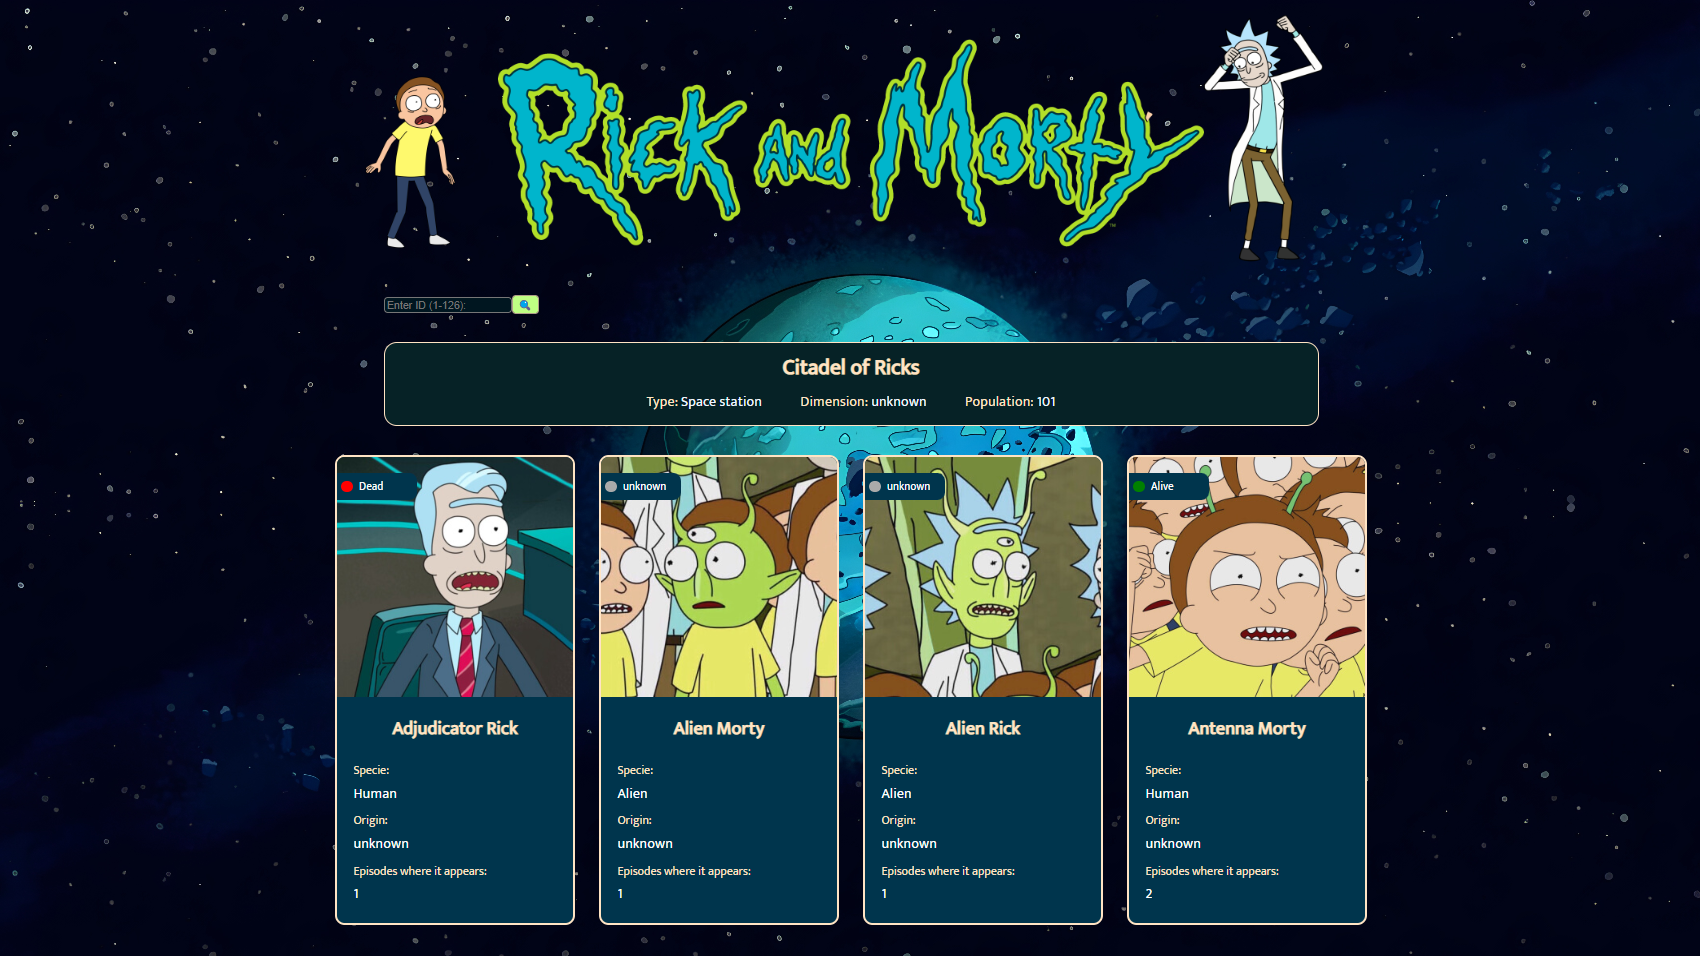 Rick and Morty
™
Enter ID (1-126):
Citadel of Ricks
Type: Space station Dimension: unknown Population: 101
Dead
unknown
unknown
Alive
Adjudicator Rick
Specie:
Human
Origin:
unknown
Episodes where it appears:
1
Alien Morty
Specie:
Alien
Origin:
unknown
Episodes where it appears:
1
Alien Rick
Specie:
Alien
Origin:
unknown
Episodes where it appears:
1
Antenna Morty
Specie:
Human
Origin:
unknown
Episodes where it appears:
2